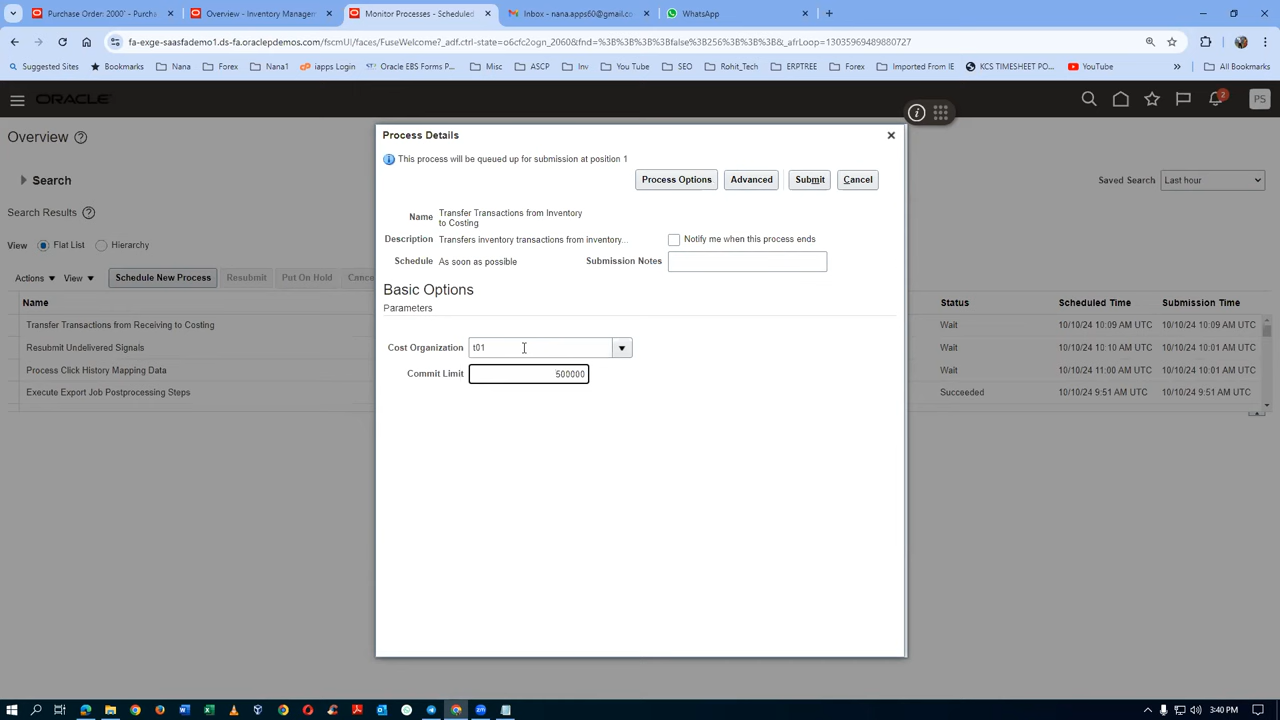 Purchase Order: 2000
Overview - Inventory Manager
Monitor Processes - Scheduled
Inbox - nana.apps60@gmail.co
WhatsApp
fa-exge-saasfademo1.ds-fa.oraclepdemos.com/fscmUI/faces/FuseWelcome?_adf.ctrl-state=o6cfc2ogn_2060&fnd=%3B%3B%3B%3Bfalse%3B256%3B%3B%3B&_afrLoop=13035969489880727
Suggested Sites
Bookmarks
Nana
Forex
Nana1
iapps Login
Oracle EBS Forms P...
Misc
ASCP
Inv
You Tube
SEO
Rohit_Tech
ERPTREE
Forex
Imported From IE
KCS TIMESHEET PO...
YouTube
All Bookmarks
ORACLE
2
PS
Overview
Search
Saved Search Last hour
Search Results
View Flat List Hierarchy
Actions View Schedule New Process Resubmit Put On Hold Cance
Name Status Scheduled Time Submission Time
Transfer Transactions from Receiving to Costing Wait 10/10/24 10:09 AM UTC 10/10/24 10:09 AM UTC
Resubmit Undelivered Signals Wait 10/10/24 10:41 AM UTC 10/10/24 10:01 AM UTC
Process Click History Mapping Data Wait 10/10/24 11:00 AM UTC 10/10/24 10:01 AM UTC
Execute Export Job Postprocessing Steps Succeeded 10/10/24 9:51 AM UTC 10/10/24 9:51 AM UTC
Process Details
This process will be queued up for submission at position 1
Process Options Advanced Submit Cancel
Name Transfer Transactions from Inventory
to Costing
Description Transfers inventory transactions from inventory... Notify me when this process ends
Schedule As soon as possible Submission Notes
Basic Options
Parameters
Cost Organization t01
Commit Limit 500000
3:40 PM